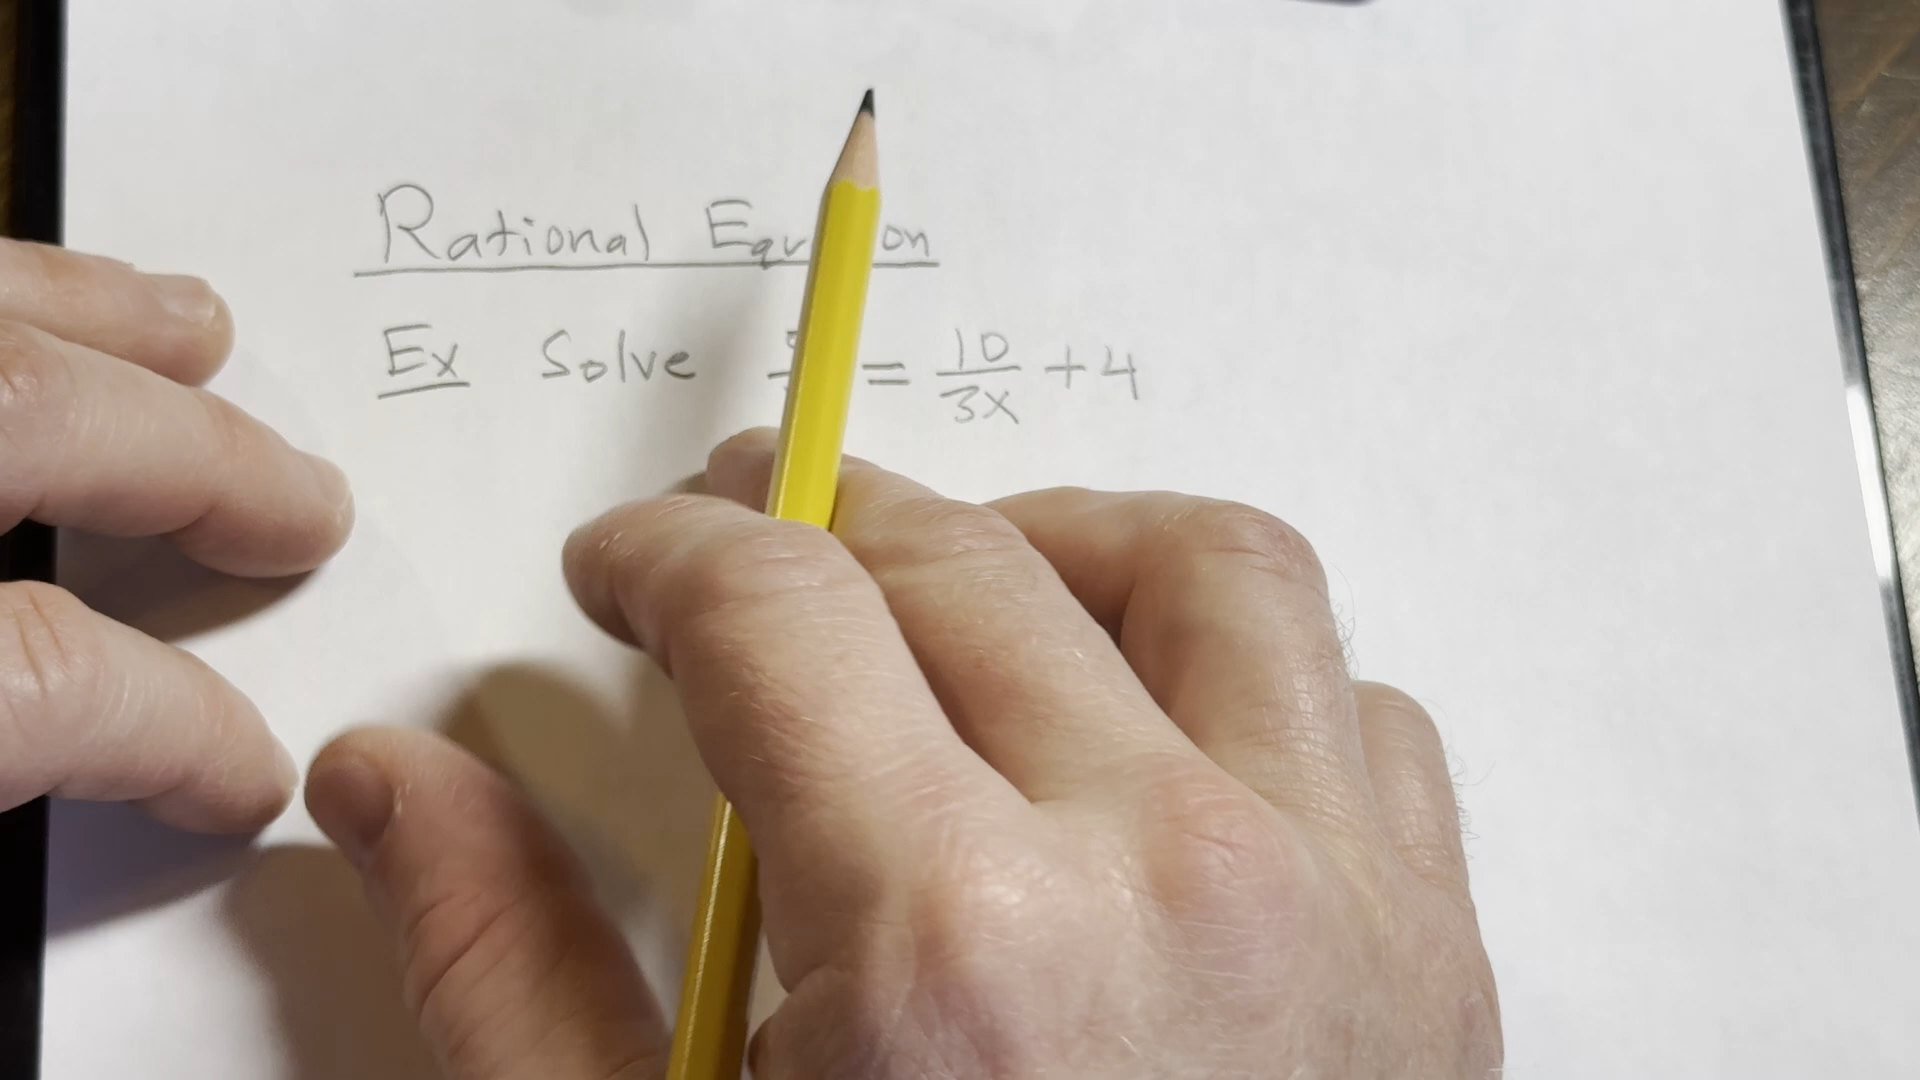 Rational
Ex Solve = 10/3x + 4